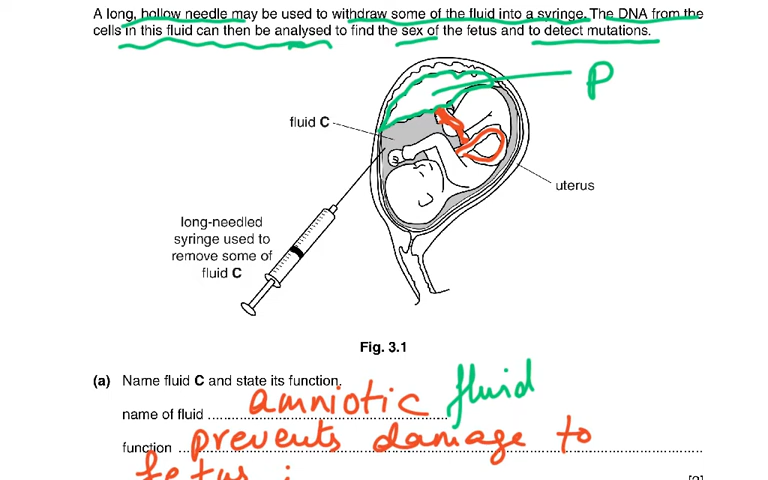 A long, hollow needle may be used to withdraw some of the fluid into a syringe. The DNA from the
cells in this fluid can then be analysed to find the sex of the fetus and to detect mutations.
P
fluid C
uterus
long-needled
syringe used to
remove some of
fluid C
Fig. 3.1
(a) Name fluid C and state its function.
name of fluid amniotic fluid
function prevents damage to
fetus ;